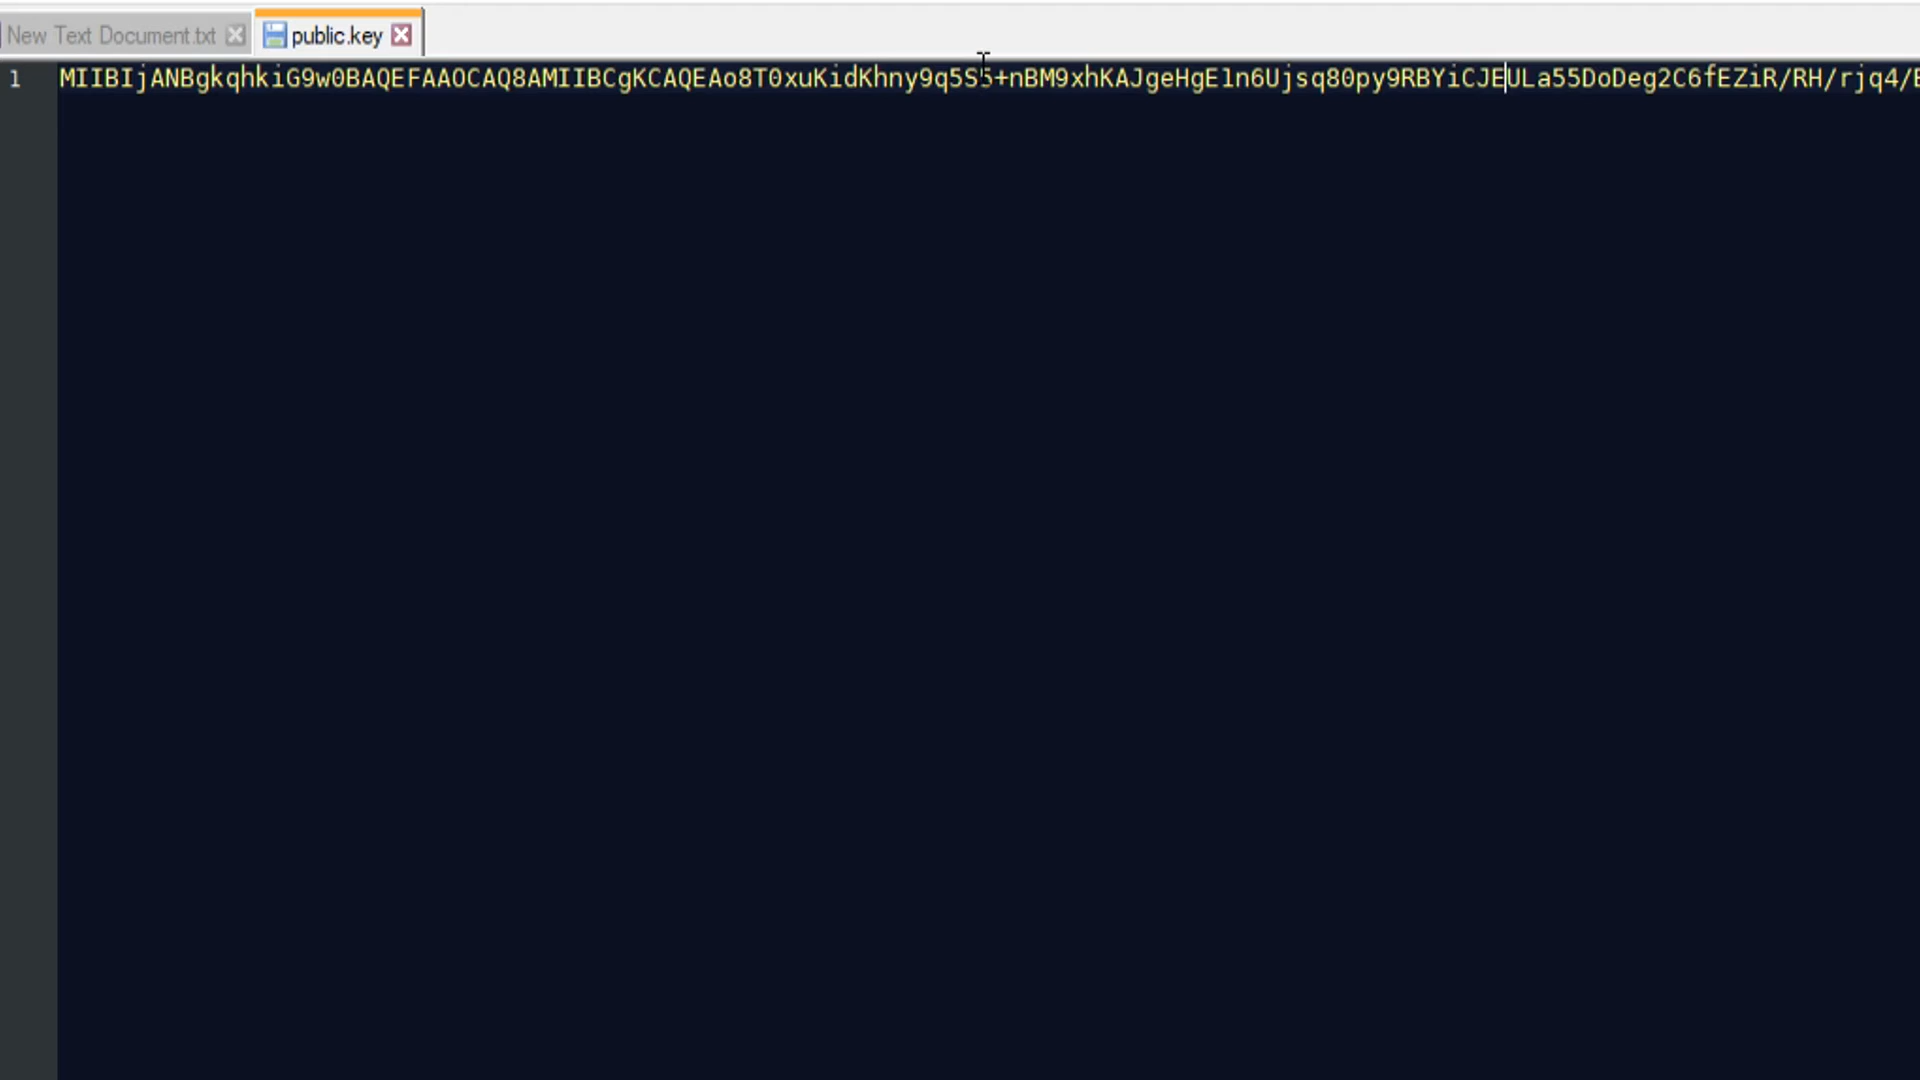 New Text Document.txt public.key
1 MIIBIjANBgkqhkiG9w0BAQEFAAOCAQ8AMIIBCgKCAQEAo8T0xuKidKhny9q5S5+nBM9xhKAJgeHgE1n6Ujsq80py9RBYiCJEULa55DoDeg2C6fEZiR/RH/rjq4/